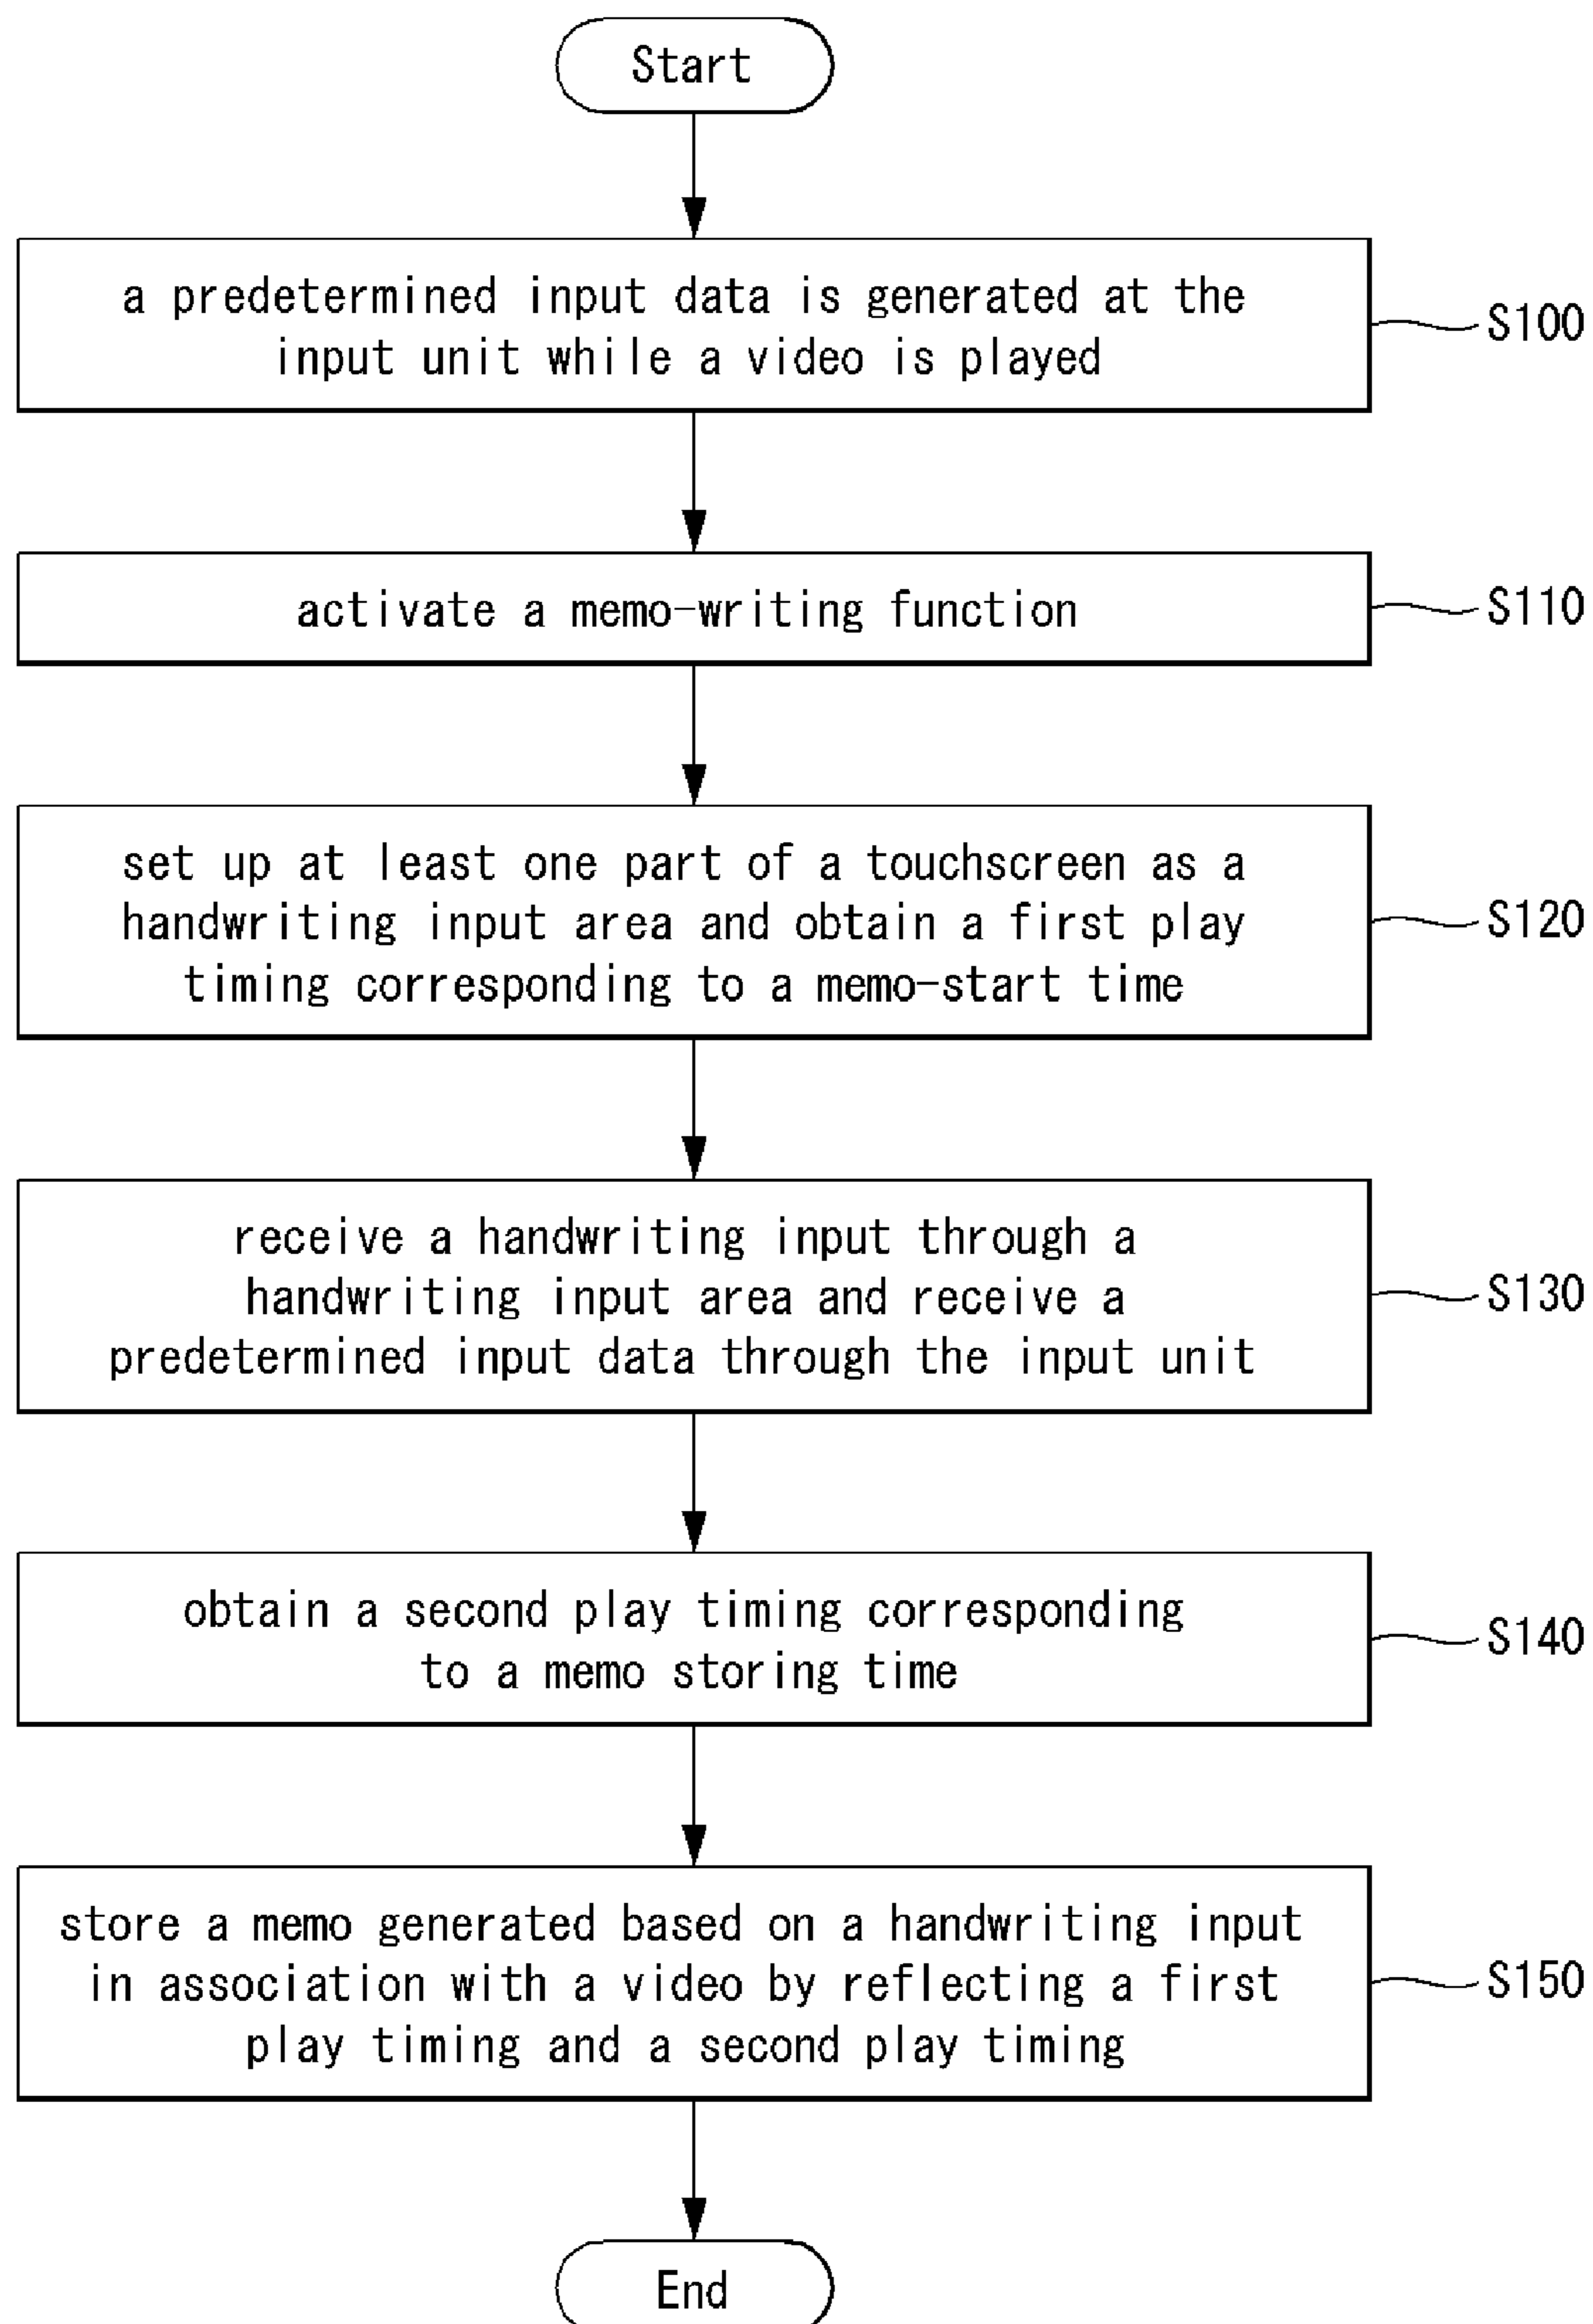 Start
a predetermined input data is generated at the
input unit while a video is played
S100
activate a memo-writing function
S110
set up at least one part of a touchscreen as a
handwriting input area and obtain a first play
timing corresponding to a memo-start time
S120
receive a handwriting input through a
handwriting input area and receive a
predetermined input data through the input unit
S130
obtain a second play timing corresponding
to a memo storing time
S140
store a memo generated based on a handwriting input
in association with a video by reflecting a first
play timing and a second play timing
S150
End